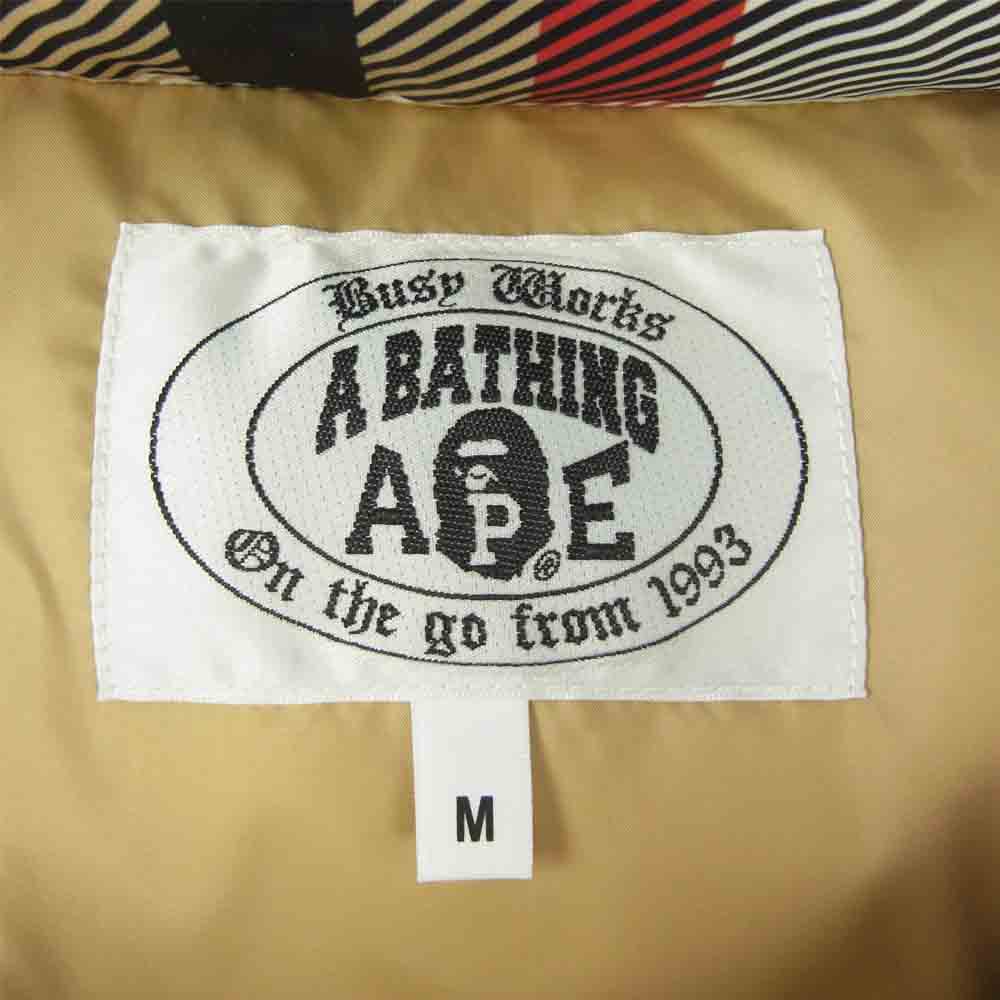 Busy Works
A BATHING
APE®
On the go from 1993
M